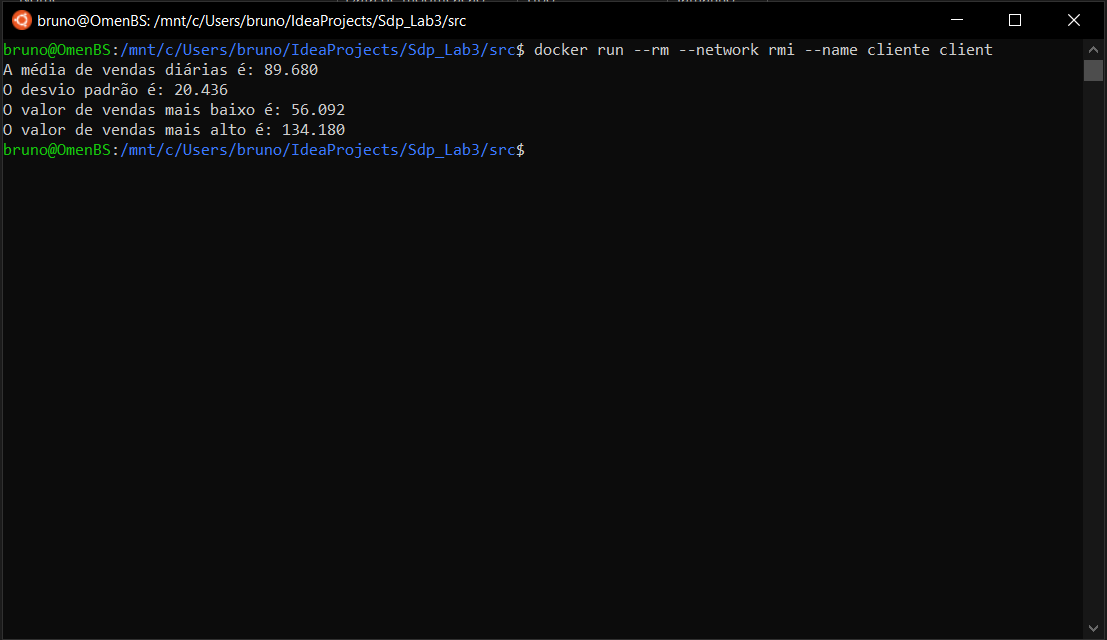 bruno@OmenBS: /mnt/c/Users/bruno/IdeaProjects/Sdp_Lab3/src
bruno@OmenBS:/mnt/c/Users/bruno/IdeaProjects/Sdp_Lab3/src$ docker run --rm --network rmi --name cliente client
A média de vendas diárias é: 89.680
O desvio padrão é: 20.436
O valor de vendas mais baixo é: 56.092
O valor de vendas mais alto é: 134.180
bruno@OmenBS:/mnt/c/Users/bruno/IdeaProjects/Sdp_Lab3/src$